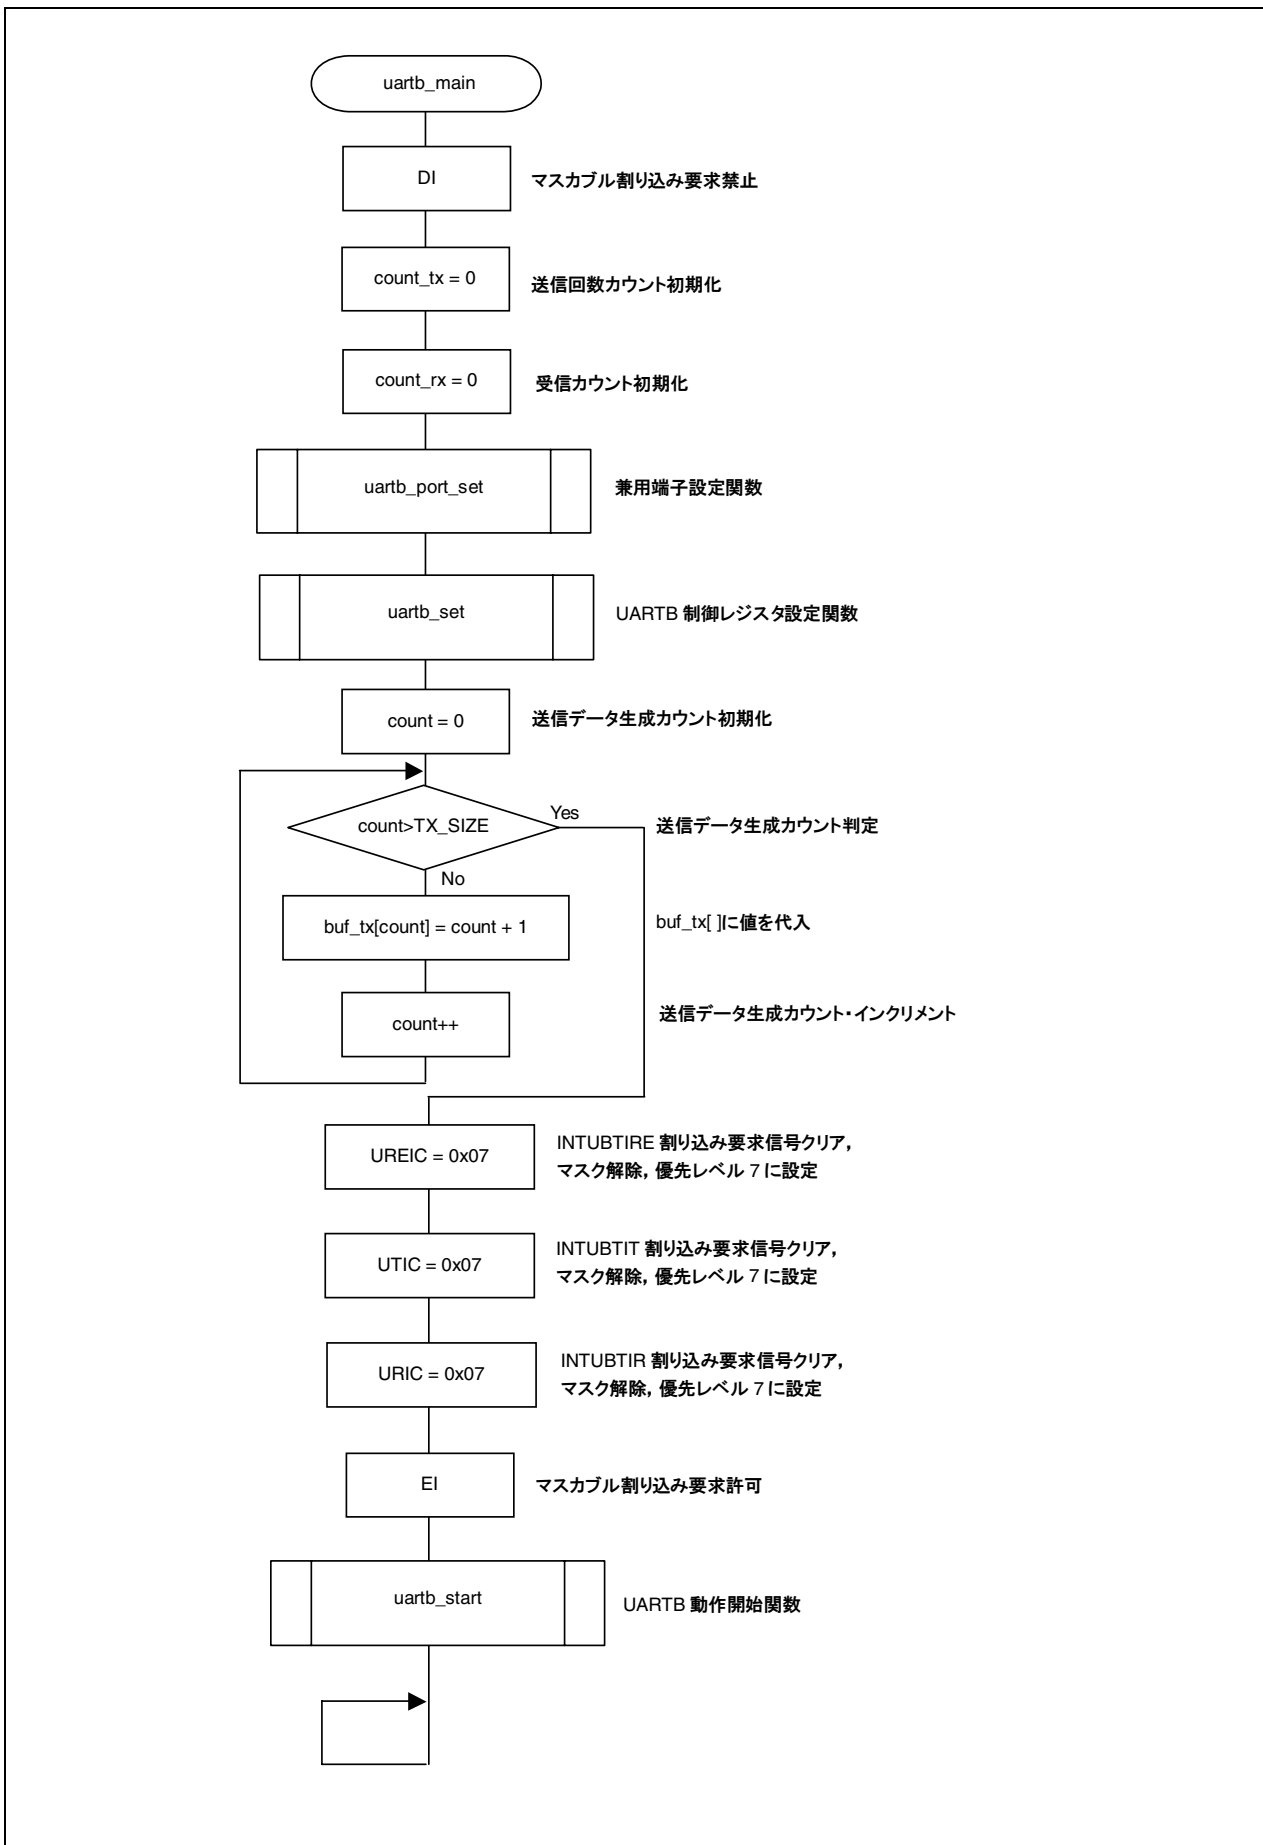 uartb_main
DI
マスカブル割り込み要求禁止
count_tx = 0
送信回数カウント初期化
count_rx = 0
受信カウント初期化
uartb_port_set
兼用端子設定関数
uartb_set
UARTB 制御レジスタ設定関数
count = 0
送信データ生成カウント初期化
count>TX_SIZE
Yes
送信データ生成カウント判定
No
buf_tx[count] = count + 1
buf_tx[ ]に値を代入
count++
送信データ生成カウント・インクリメント
UREIC = 0x07
INTUBTIRE 割り込み要求信号クリア，
マスク解除，優先レベル 7 に設定
UTIC = 0x07
INTUBTIT 割り込み要求信号クリア，
マスク解除，優先レベル 7 に設定
URIC = 0x07
INTUBTIR 割り込み要求信号クリア，
マスク解除，優先レベル 7 に設定
EI
マスカブル割り込み要求許可
uartb_start
UARTB 動作開始関数